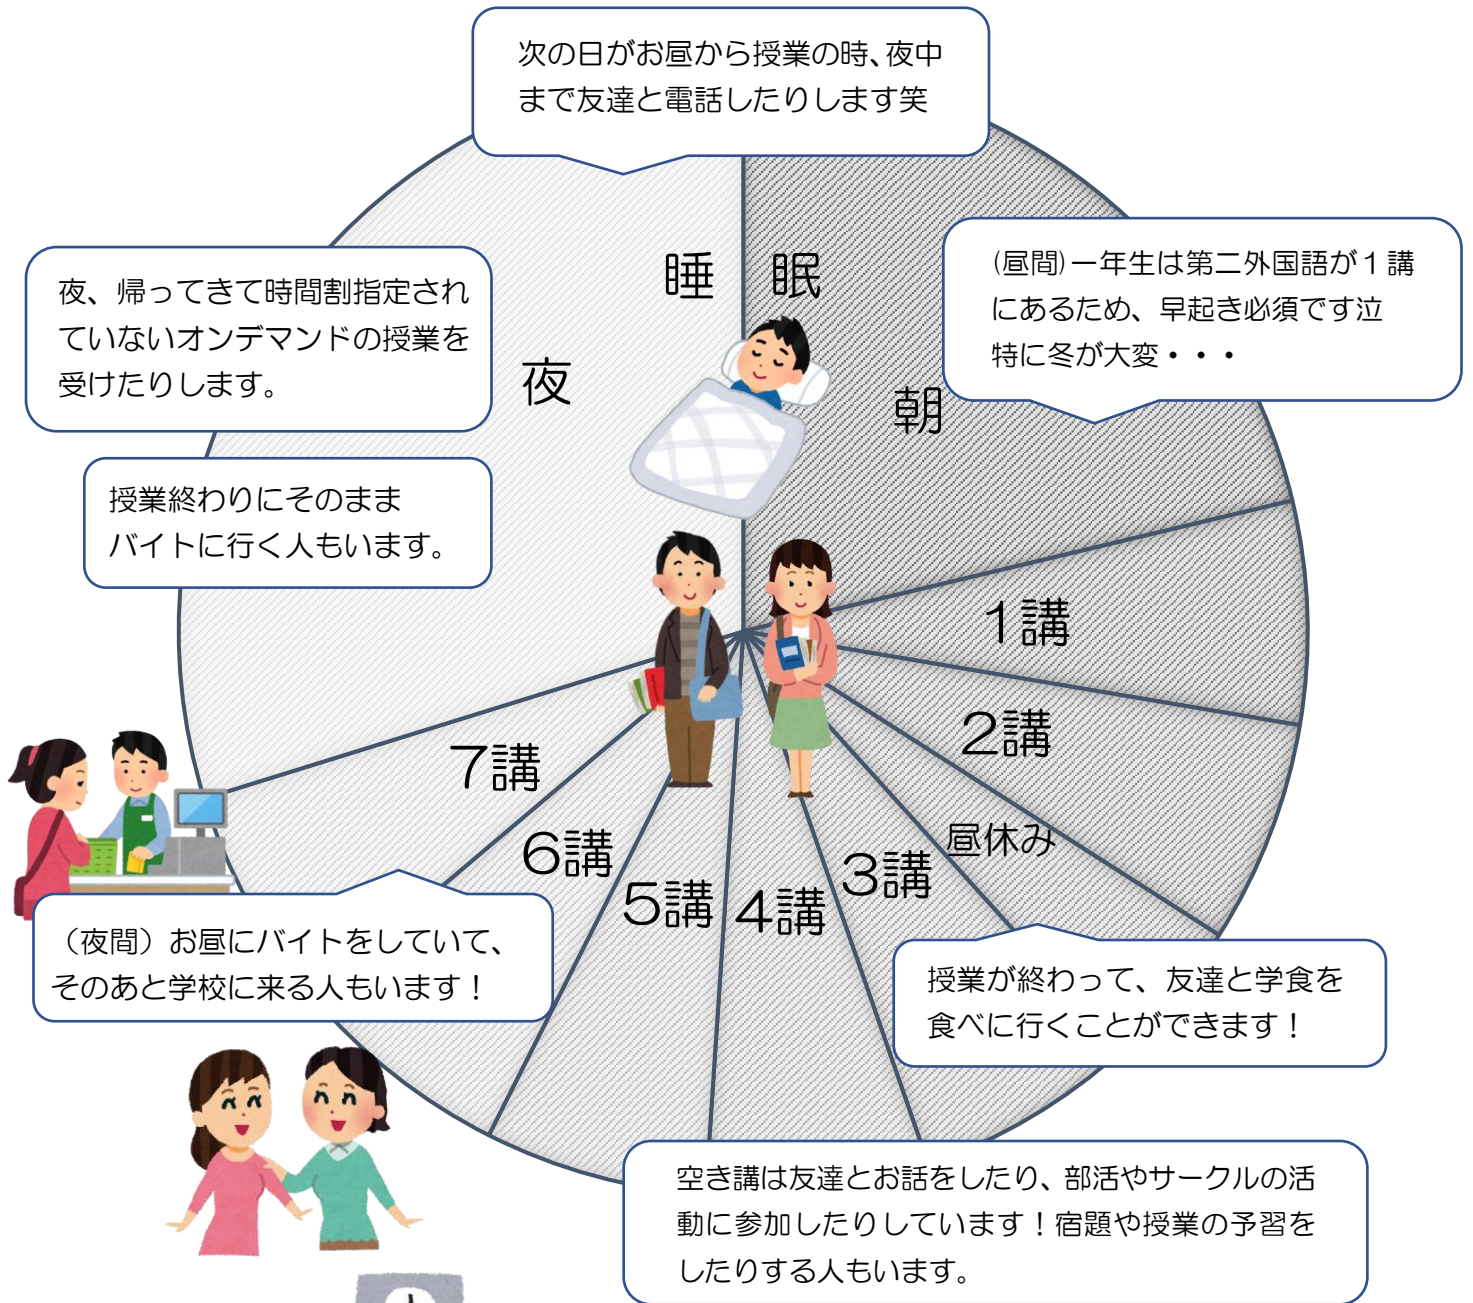 次の日がお昼から授業の時、夜中
まで友達と電話したりします笑
睡眠
(昼間)一年生は第二外国語が1講
にあるため、早起き必須です泣
特に冬が大変・・・
夜、帰ってきて時間割指定され
ていないオンデマンドの授業を
受けたりします。
夜
朝
授業終わりにそのまま
バイトに行く人もいます。
1講
2講
昼休み
3講
4講
5講
6講
7講
(夜間)お昼にバイトをしていて、
そのあと学校に来る人もいます!
授業が終わって、友達と学食を
食べに行くことができます!
空き講は友達とお話をしたり、部活やサークルの活
動に参加したりしています!宿題や授業の予習を
したりする人もいます。